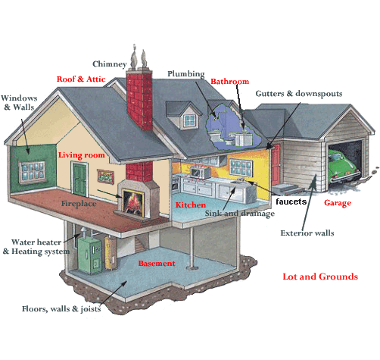 Chimney
Roof & Attic
Plumbing
Bathroom
Gutters & downspouts
Windows
& Walls
Living room
Fireplace
Kitchen
Sink and drainage
faucets
Garage
Exterior walls
Water heater
& Heating system
Basement
Lot and Grounds
Floors, walls & joists